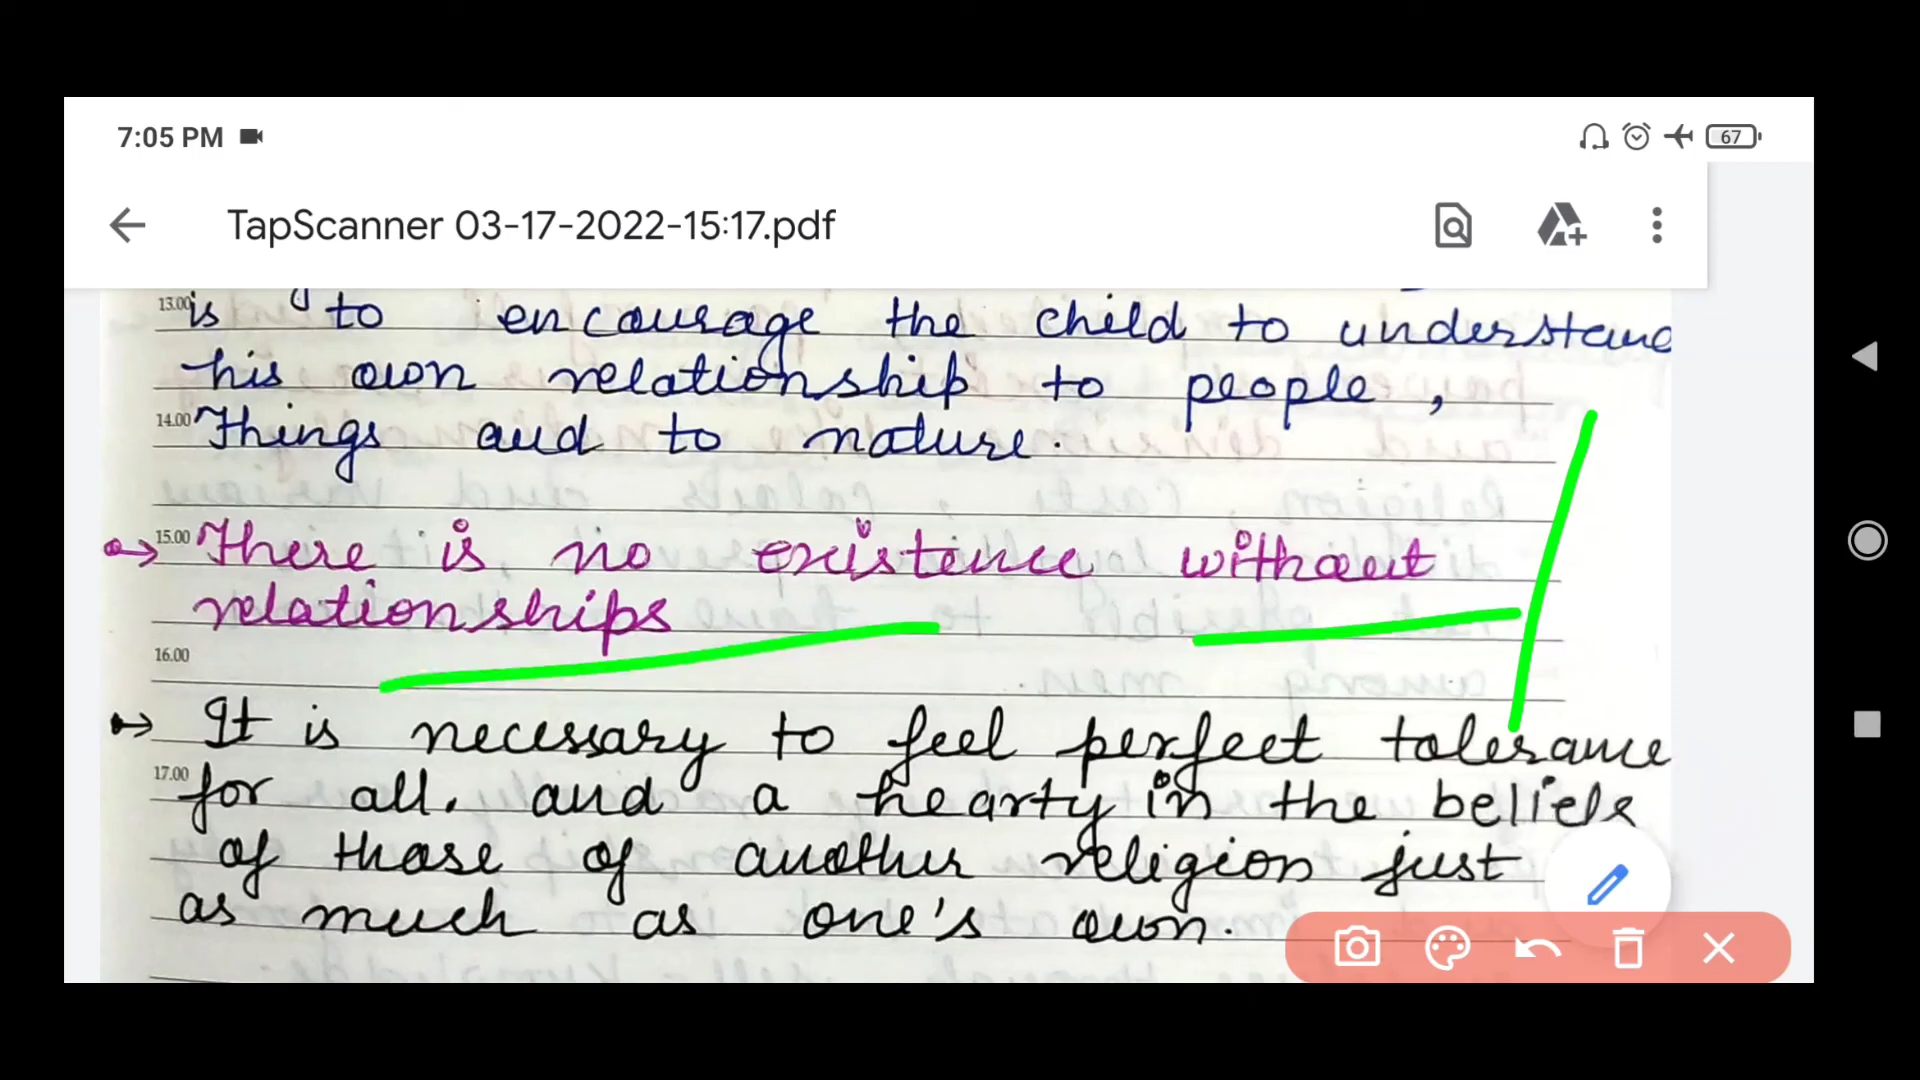 7:05 PM 67
TapScanner 03-17-2022-15:17.pdf
13.00 is to encourage the child to understand
his own relationship to people,
14.00 Things and to nature.
15.00 There is no existence without
relationships
16.00
It is necessary to feel perfect tolerance
17.00 for all. and a hearty in the beliefs
of those of another religion just
as much as one's own.